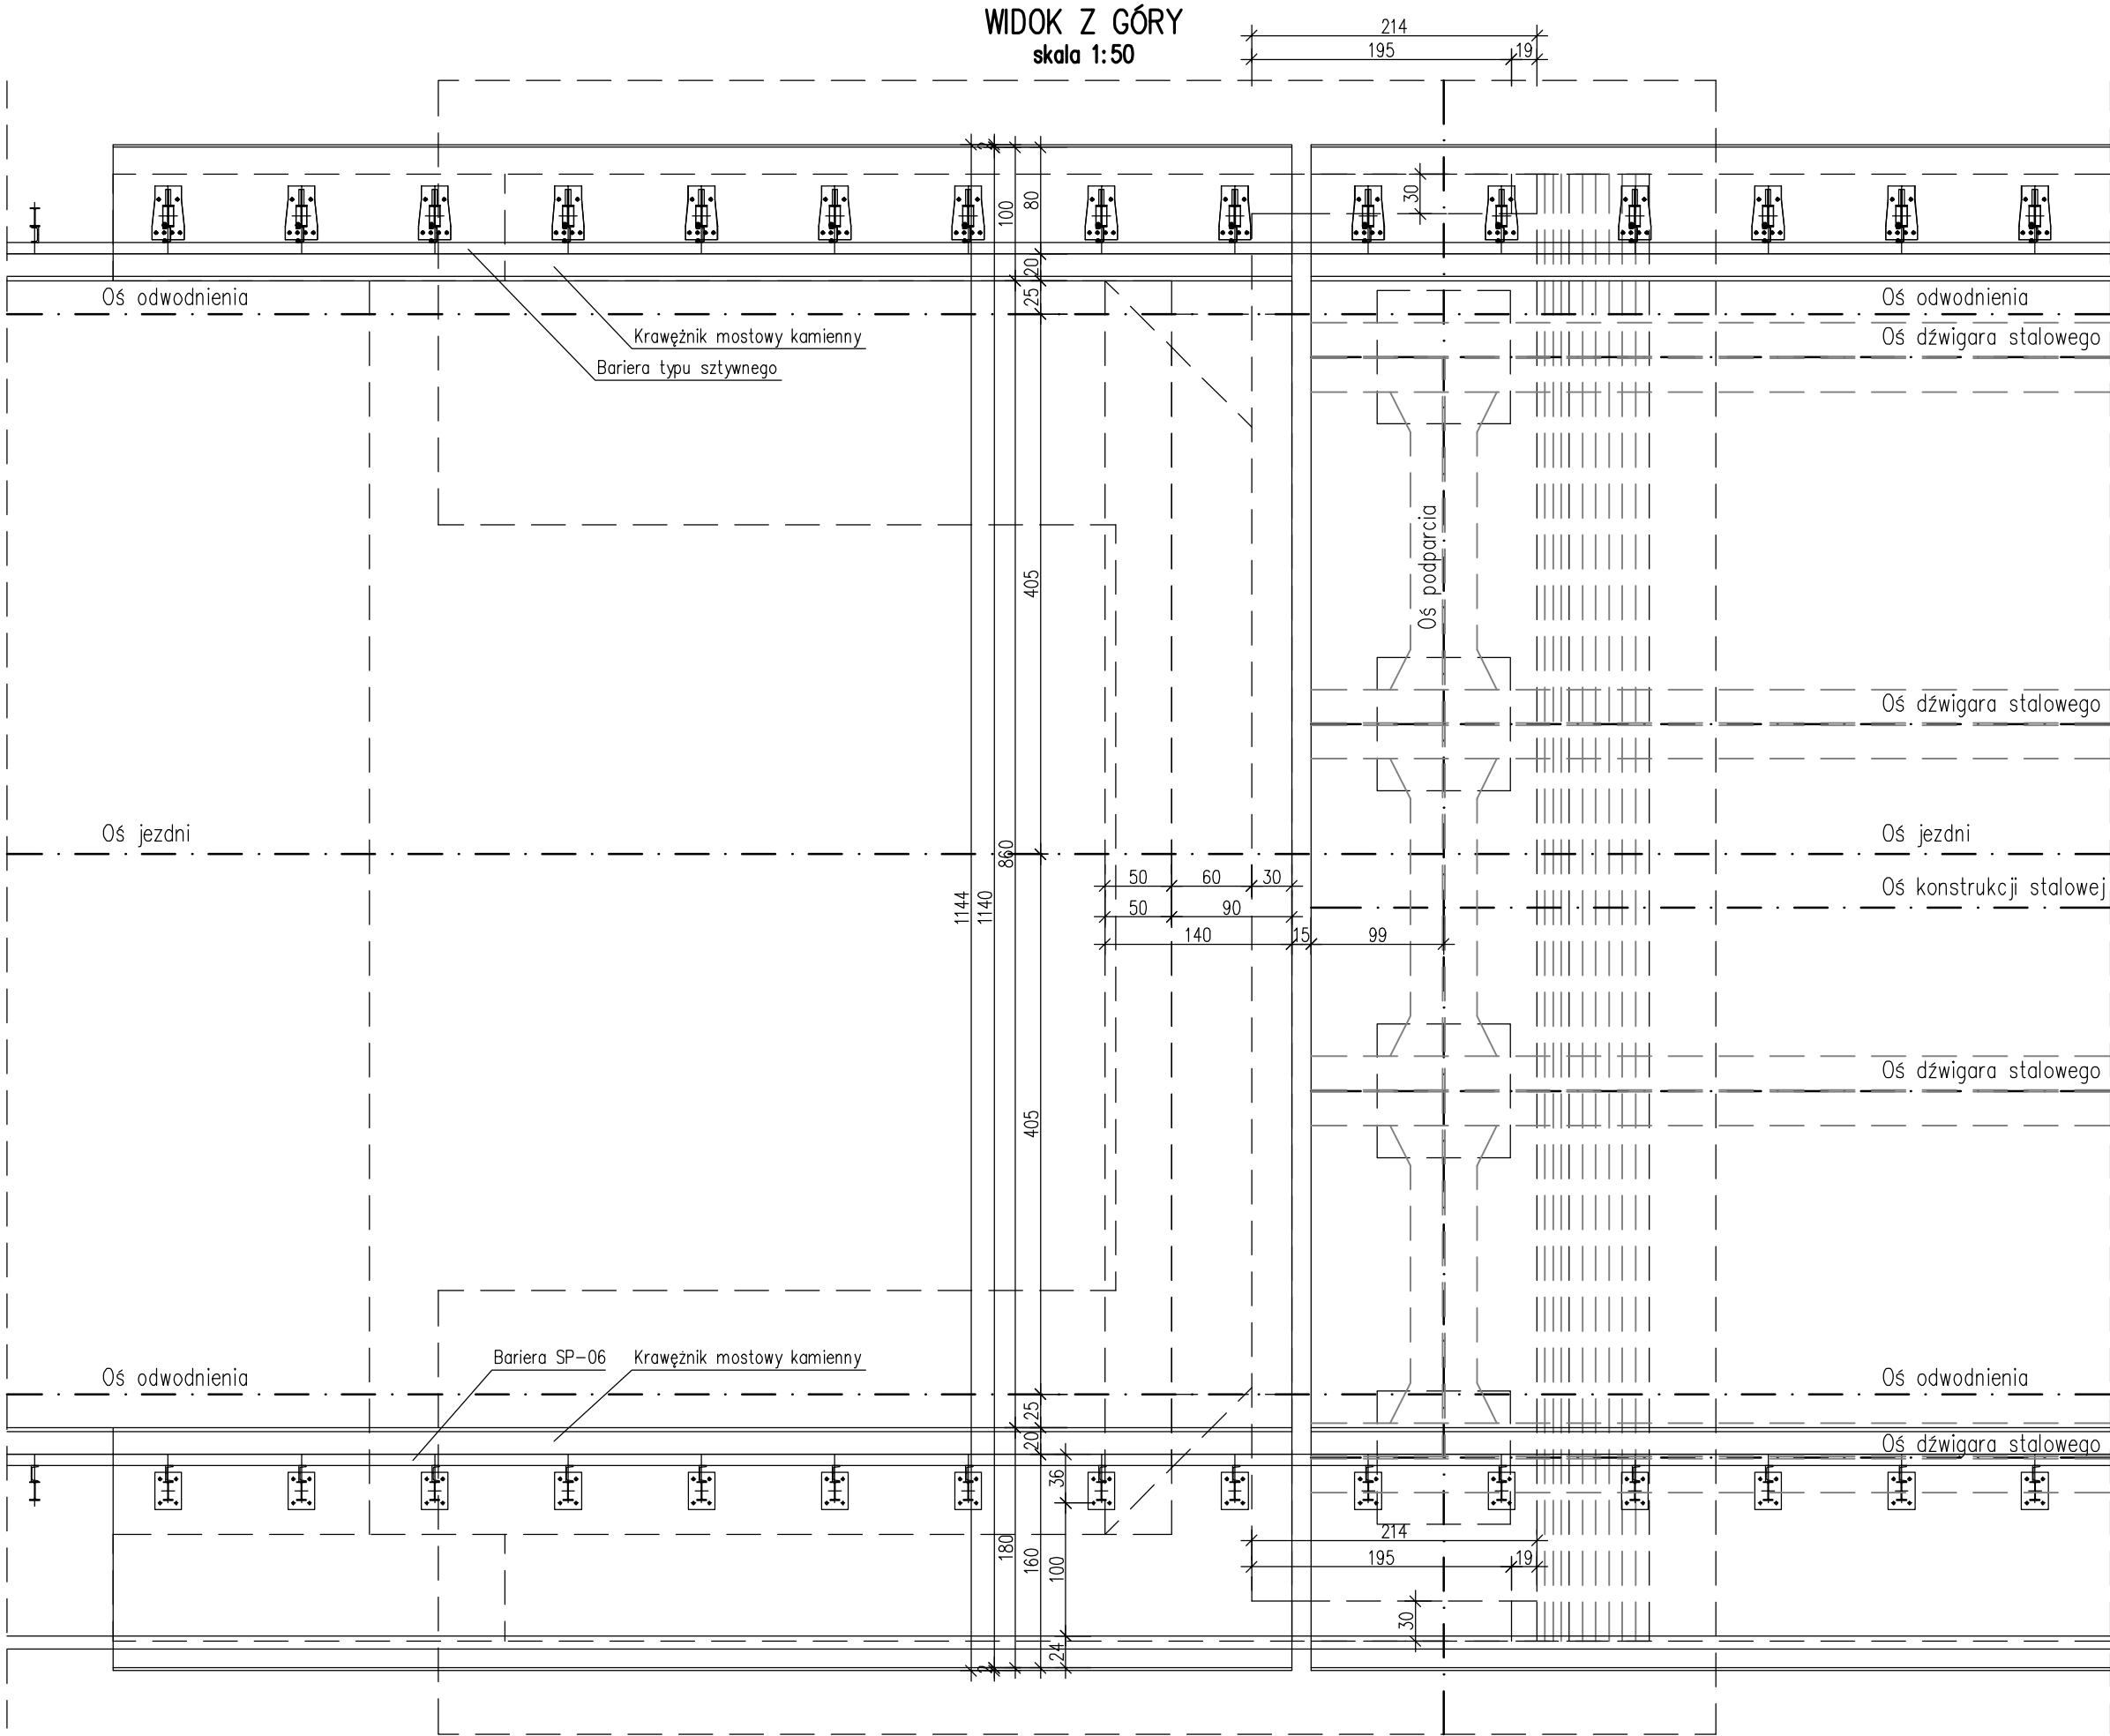 WIDOK Z GÓRY
skala 1:50
214
195
19
2
80
100
30
20
25
Oś odwodnienia
Oś odwodnienia
Krawężnik mostowy kamienny
Oś dźwigara stalowego
Bariera typu sztywnego
Oś podparcia
405
Oś dźwigara stalowego
Oś jezdni
Oś jezdni
860
50
60
30
Oś konstrukcji stalowej
1144
1140
50
90
140
15
99
Oś dźwigara stalowego
405
Bariera SP-06
Krawężnik mostowy kamienny
Oś odwodnienia
Oś odwodnienia
25
20
Oś dźwigara stalowego
36
214
180
160
100
195
19
30
24
2